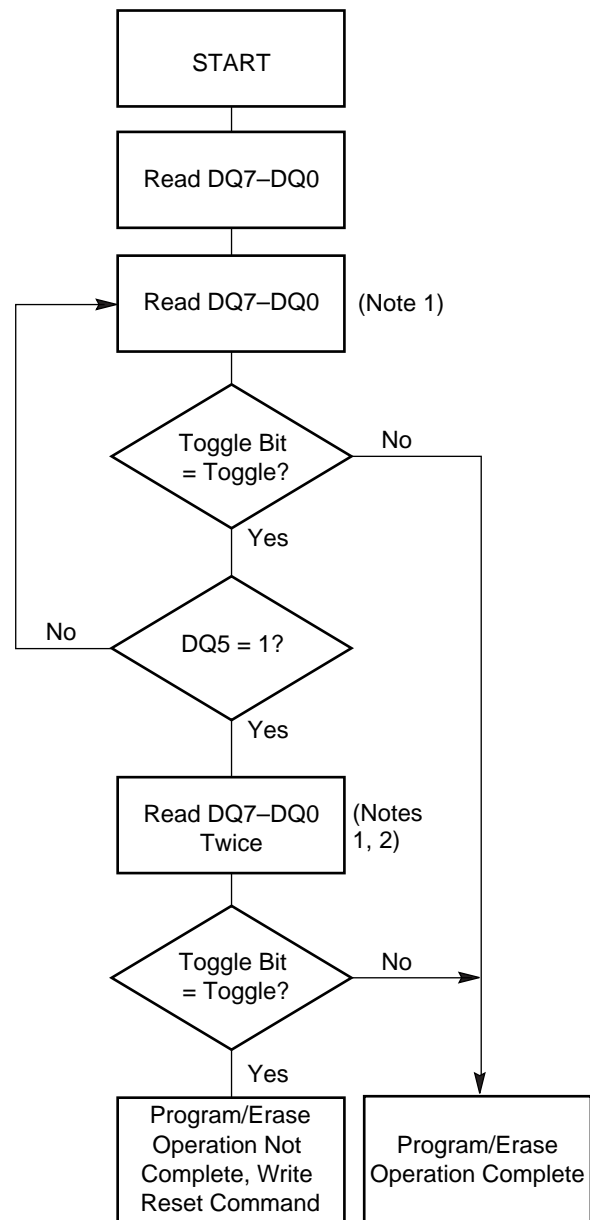 START
Read DQ7–DQ0
Read DQ7–DQ0
(Note 1)
Toggle Bit
= Toggle?
No
Yes
No
DQ5 = 1?
Yes
Read DQ7–DQ0
Twice
(Notes
1, 2)
Toggle Bit
= Toggle?
No
Yes
Program/Erase
Operation Not
Complete, Write
Reset Command
Program/Erase
Operation Complete